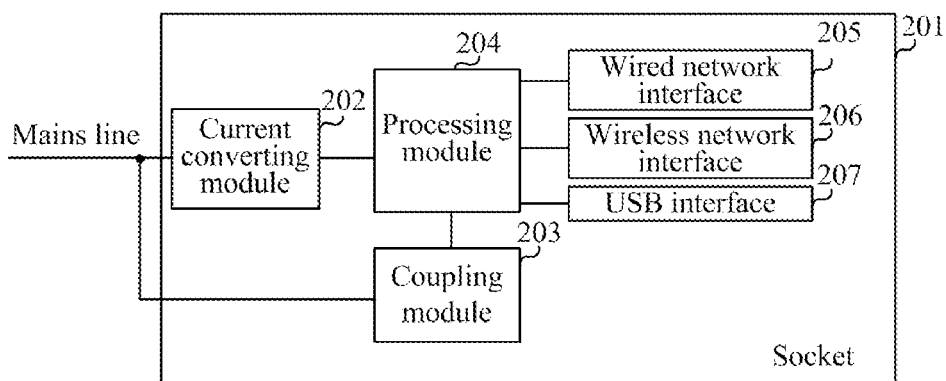 201
204
205
Wired network
interface
202
206
Mains line
Current
converting
module
Processing
module
Wireless network
interface
207
USB interface
203
Coupling
module
Socket